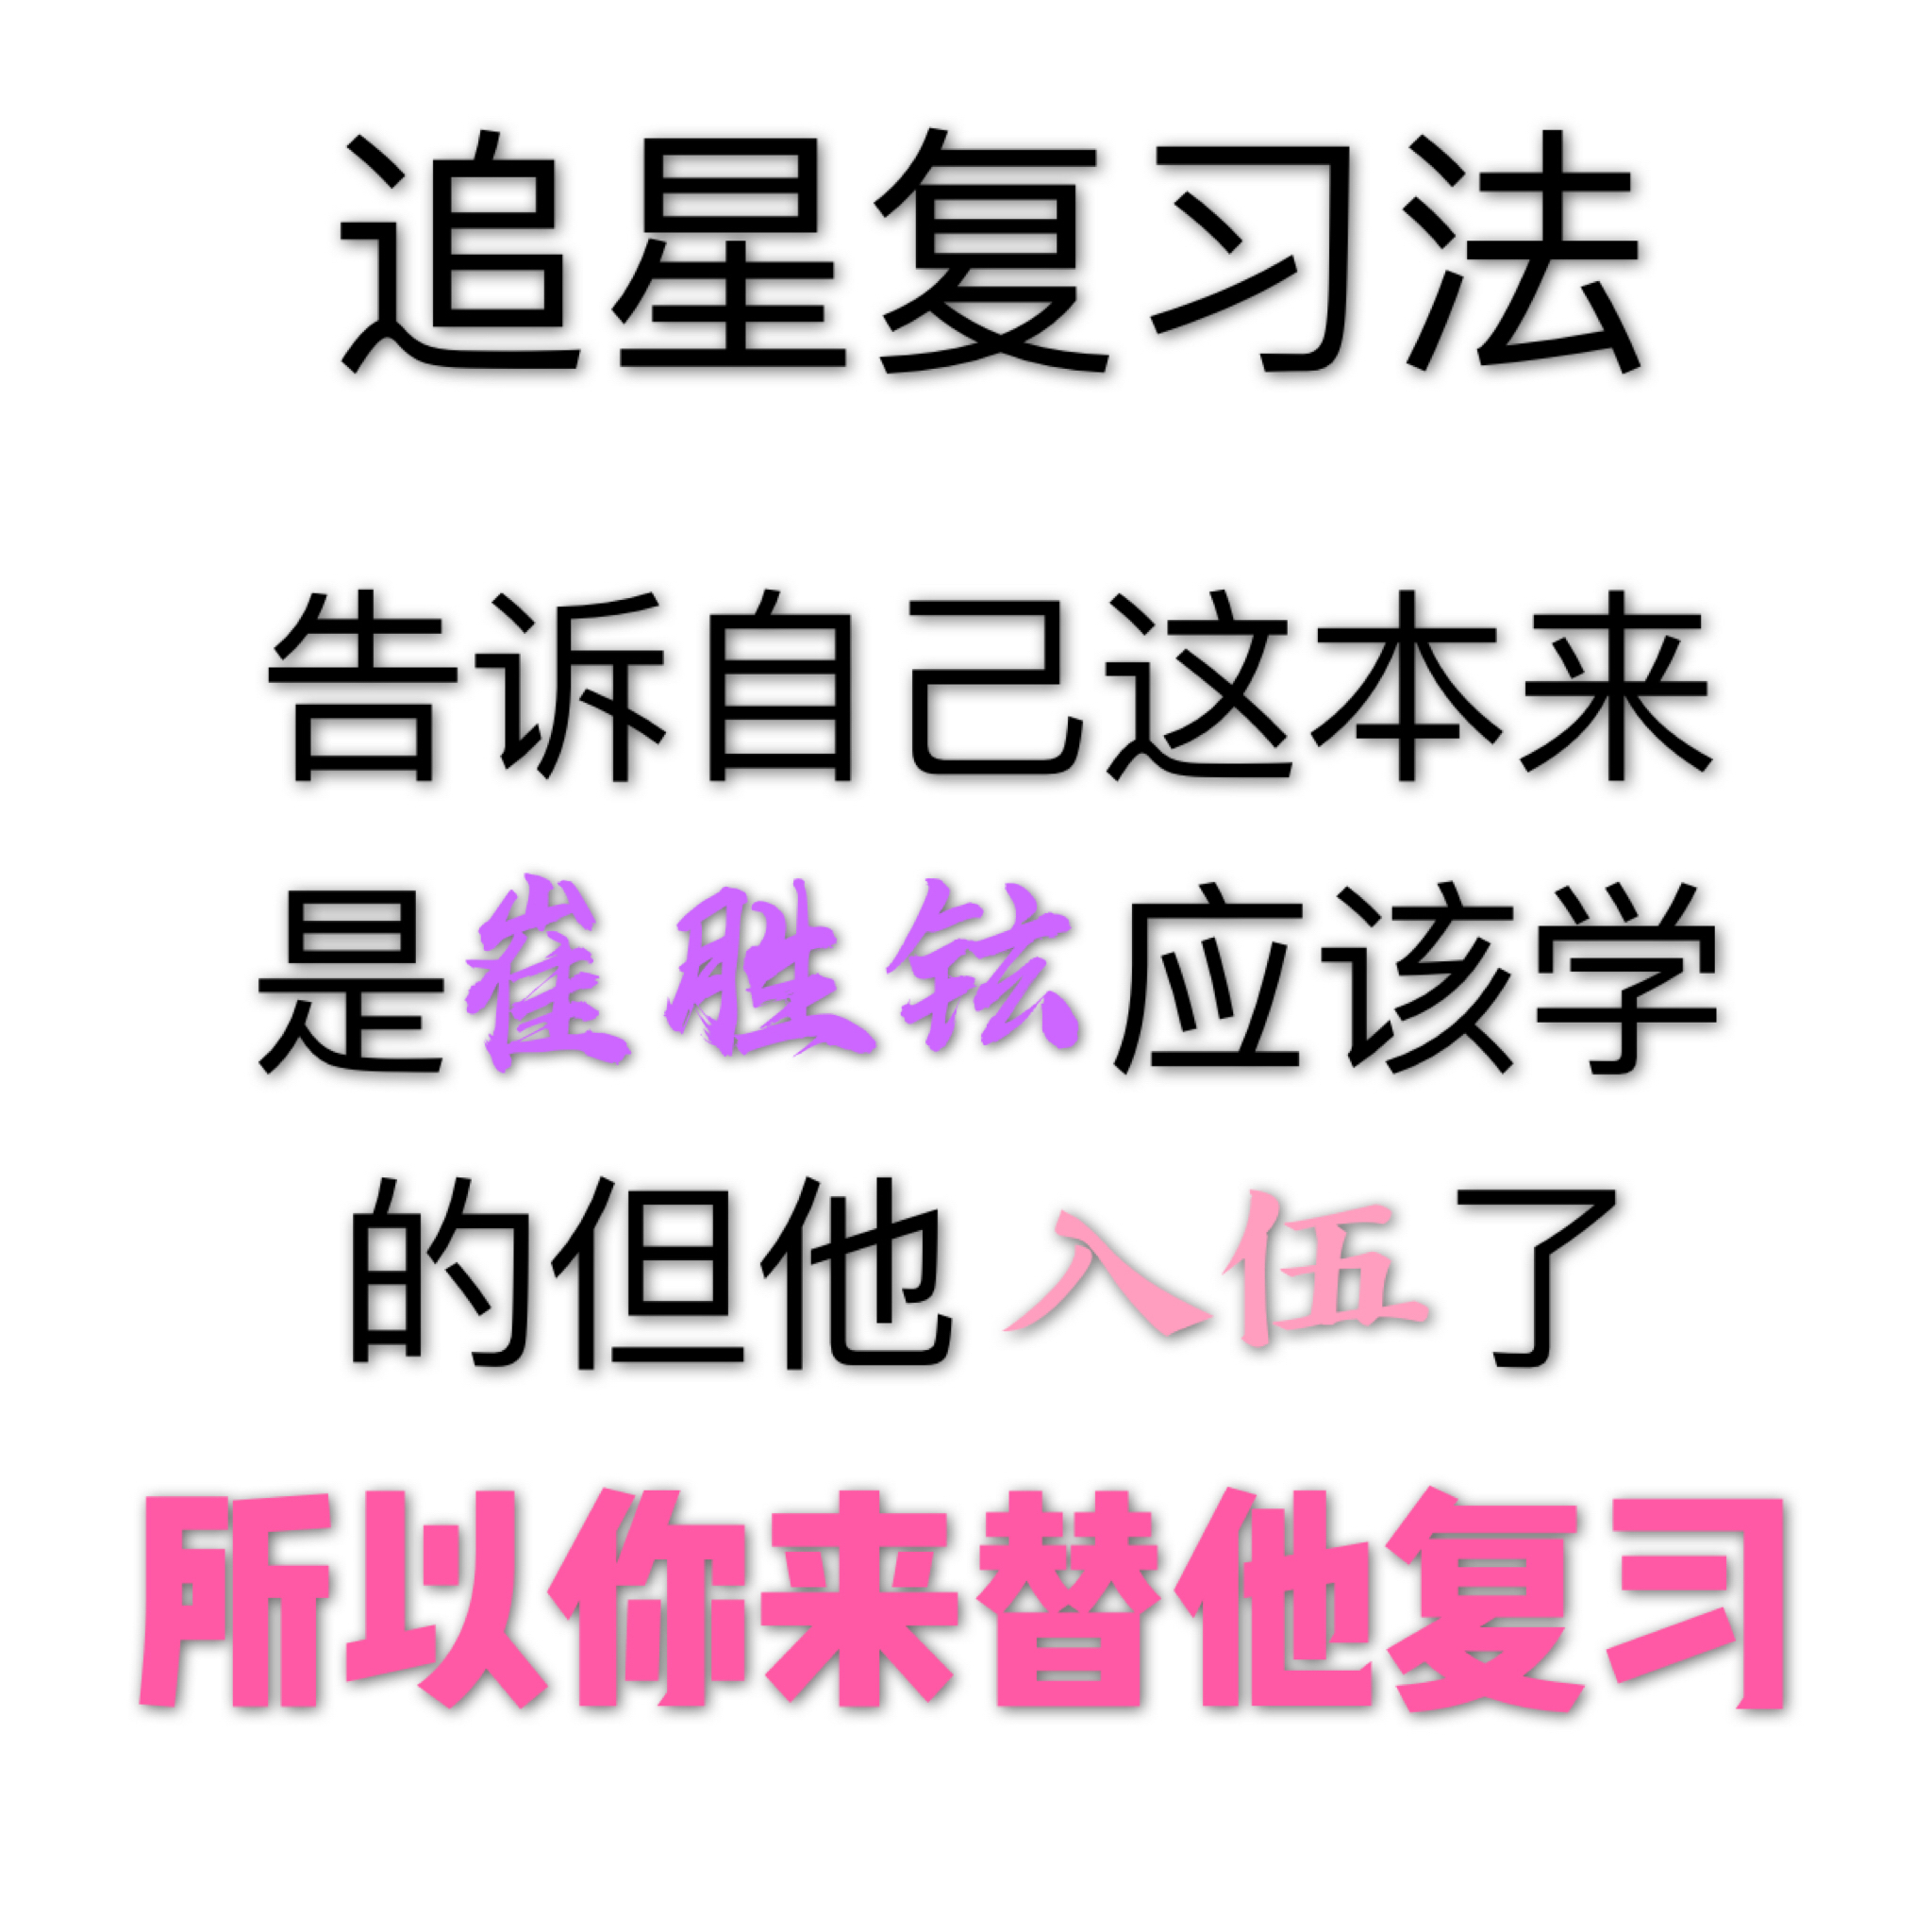 追星复习法
告诉自己这本来
是崔胜铉应该学
的但他入伍了
所以你来替他复习